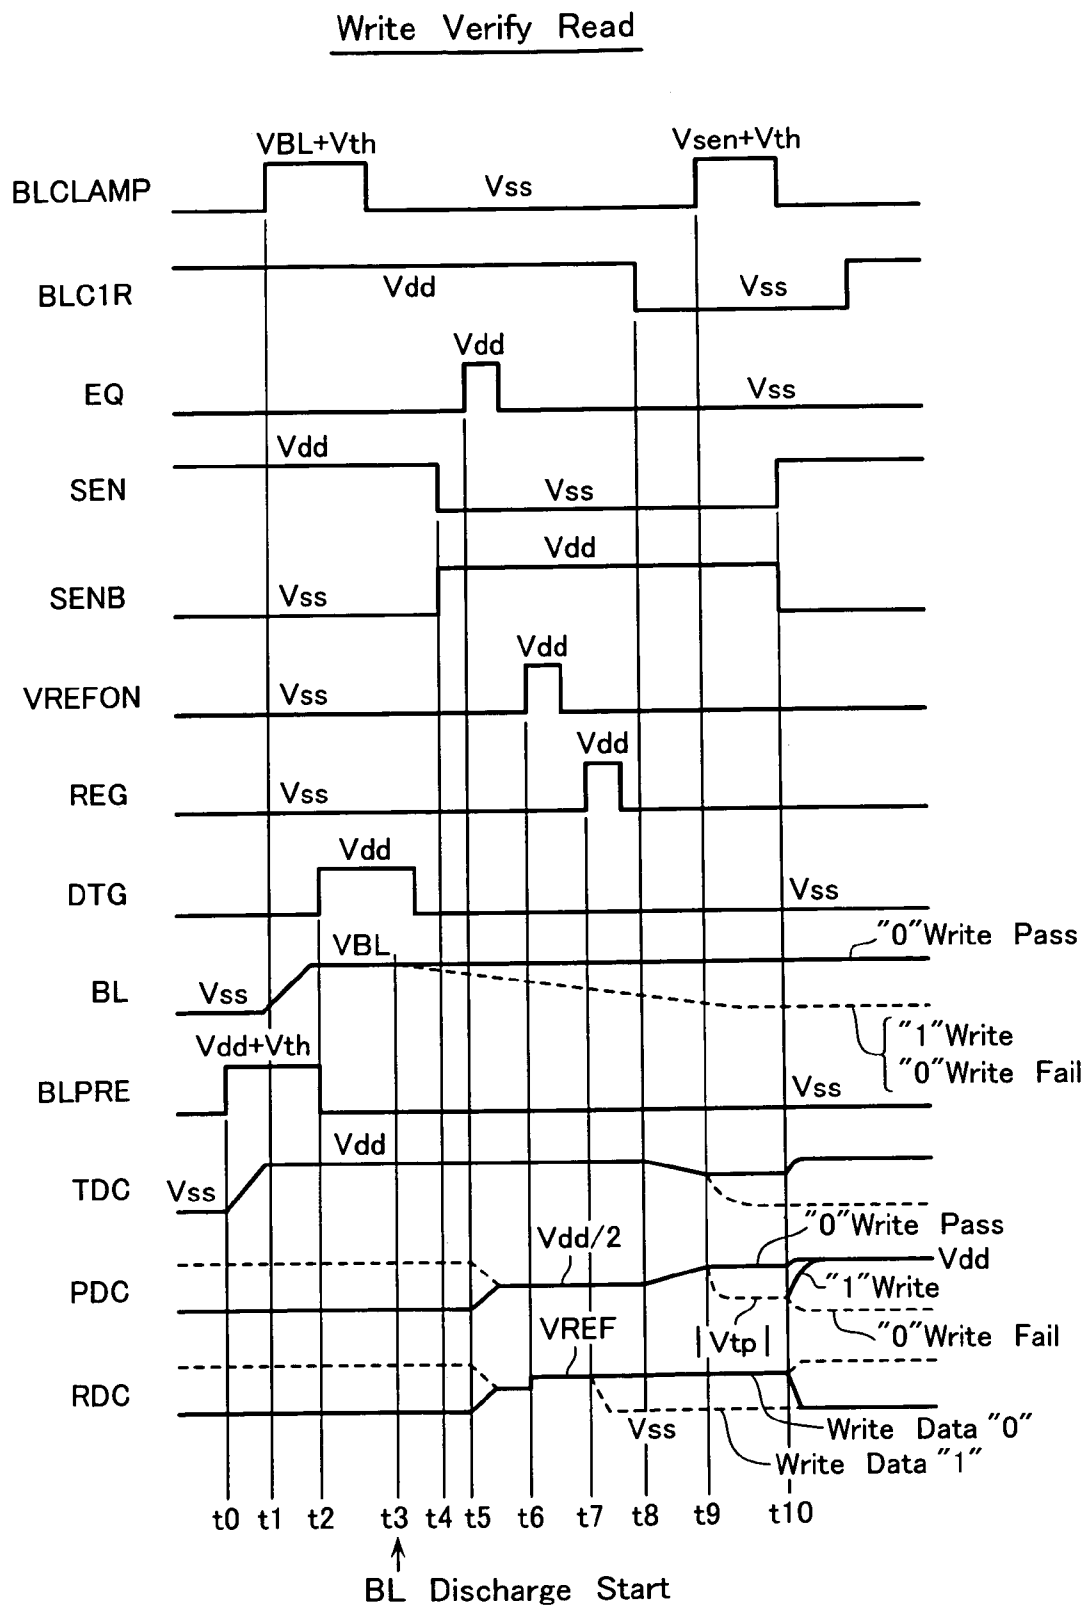 Write Verify Read
VBL+Vth
Vsen+Vth
BLCLAMP
Vss
BLC1R
Vdd
Vss
Vdd
EQ
Vss
Vdd
SEN
Vss
Vdd
SENB
Vss
Vdd
VREFON
Vss
Vdd
REG
Vss
Vdd
DTG
Vss
"0"Write Pass
VBL
BL
Vss
"1"Write
"0"Write Fail
Vdd+Vth
BLPRE
Vss
Vdd
TDC
Vss
"0"Write Pass
Vdd/2
Vdd
PDC
"1"Write
"0"Write Fail
VREF
|Vtp|
RDC
Vss
Write Data "0"
Write Data "1"
t0 t1 t2 t3 t4 t5 t6 t7 t8 t9 t10
BL Discharge Start